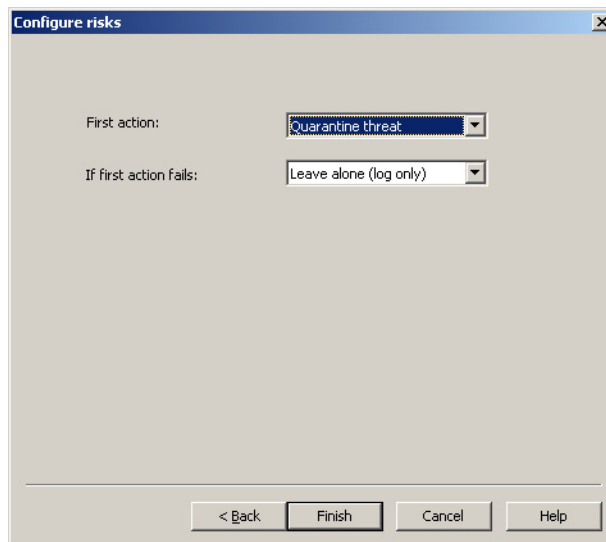 Configure risks
First action:
Quarantine threat
If first action fails:
Leave alone (log only)
< Back
Finish
Cancel
Help